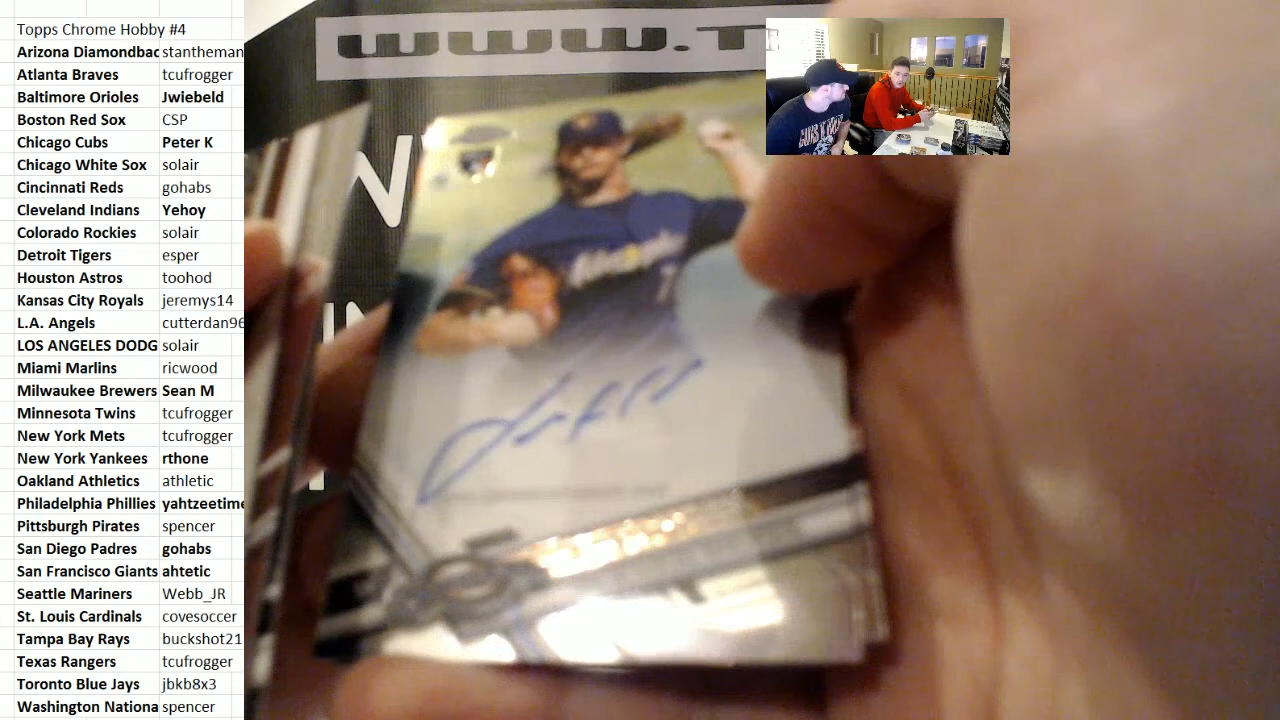 Topps Chrome Hobby #4
Arizona Diamondbac stantheman
Atlanta Braves tcufrogger
Baltimore Orioles Jwiebeld
Boston Red Sox CSP
Chicago Cubs Peter K
Chicago White Sox solair
Cincinnati Reds gohabs
Cleveland Indians Yehoy
Colorado Rockies solair
Detroit Tigers esper
Houston Astros toohod
Kansas City Royals jeremys14
L.A. Angels cutterdan96
LOS ANGELES DODG solair
Miami Marlins ricwood
Milwaukee Brewers Sean M
Minnesota Twins tcufrogger
New York Mets tcufrogger
New York Yankees rthone
Oakland Athletics athletic
Philadelphia Phillies yahtzeetime
Pittsburgh Pirates spencer
San Diego Padres gohabs
San Francisco Giants ahtetic
Seattle Mariners Webb_JR
St. Louis Cardinals covesoccer
Tampa Bay Rays buckshot21
Texas Rangers tcufrogger
Toronto Blue Jays jbkb8x3
Washington Nationa spencer
www.T